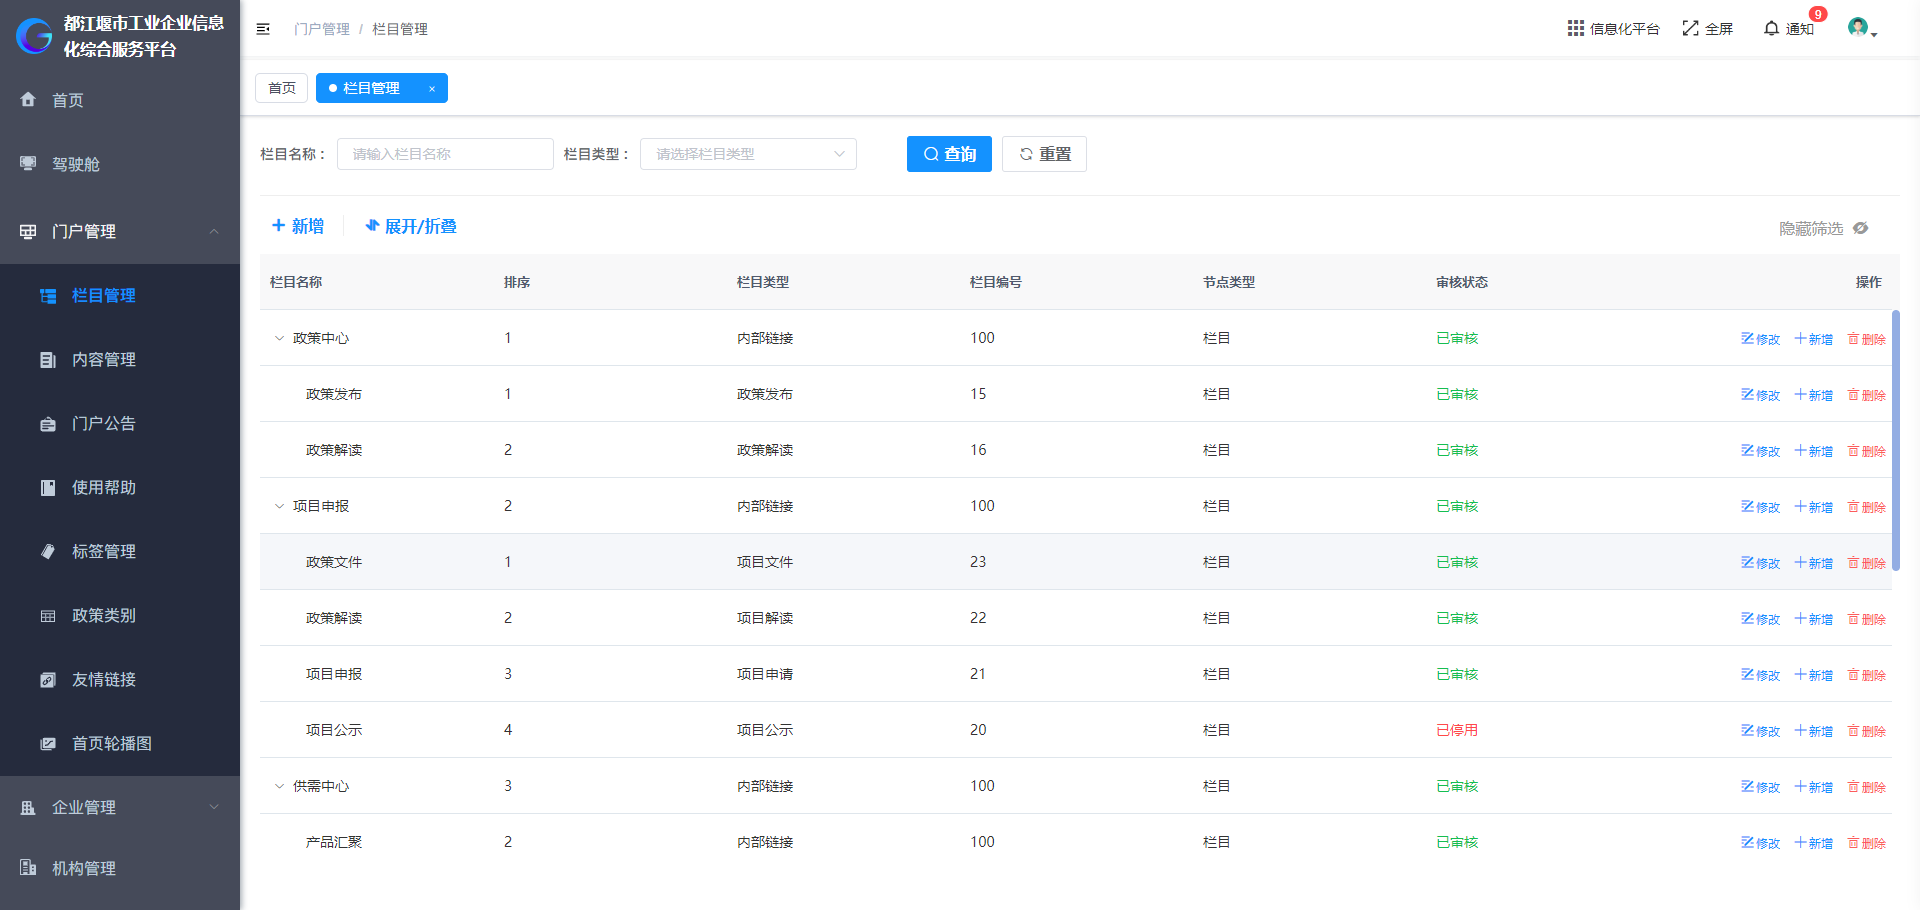 都江堰市工业企业信息
化综合服务平台
首页
驾驶舱
门户管理
栏目管理
内容管理
门户公告
使用帮助
标签管理
政策类别
友情链接
首页轮播图
企业管理
机构管理
门户管理 / 栏目管理
信息化平台 全屏 通知 9
首页 栏目管理 ×
栏目名称： 请输入栏目名称 栏目类型： 请选择栏目类型 查询 重置
新增 展开/折叠 隐藏筛选
栏目名称 排序 栏目类型 栏目编号 节点类型 审核状态 操作
政策中心 1 内部链接 100 栏目 已审核 修改 新增 删除
政策发布 1 政策发布 15 栏目 已审核 修改 新增 删除
政策解读 2 政策解读 16 栏目 已审核 修改 新增 删除
项目申报 2 内部链接 100 栏目 已审核 修改 新增 删除
政策文件 1 项目文件 23 栏目 已审核 修改 新增 删除
政策解读 2 项目解读 22 栏目 已审核 修改 新增 删除
项目申报 3 项目申请 21 栏目 已审核 修改 新增 删除
项目公示 4 项目公示 20 栏目 已停用 修改 新增 删除
供需中心 3 内部链接 100 栏目 已审核 修改 新增 删除
产品汇聚 2 内部链接 100 栏目 已审核 修改 新增 删除